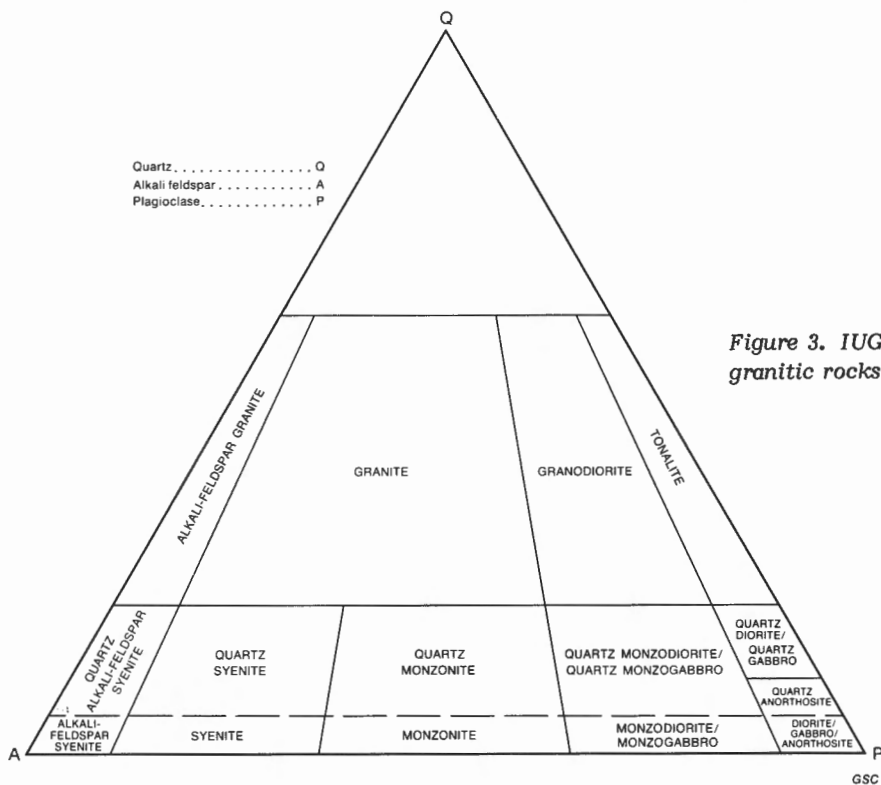 Q
Quartz . . . . . . . . . . . . . . . Q
Alkali feldspar . . . . . . . . . . . A
Plagioclase . . . . . . . . . . . . . P
Figure 3. IUG
granitic rocks
ALKALI-FELDSPAR GRANITE
GRANITE
GRANODIORITE
TONALITE
QUARTZ
ALKALI-FELDSPAR
SYENITE
QUARTZ
SYENITE
QUARTZ
MONZONITE
QUARTZ MONZODIORITE/
QUARTZ MONZOGABBRO
QUARTZ
DIORITE/
QUARTZ
GABBRO
QUARTZ
ANORTHOSITE
ALKALI-
FELDSPAR
SYENITE
SYENITE
MONZONITE
MONZODIORITE/
MONZOGABBRO
DIORITE/
GABBRO/
ANORTHOSITE
A
P
GSC